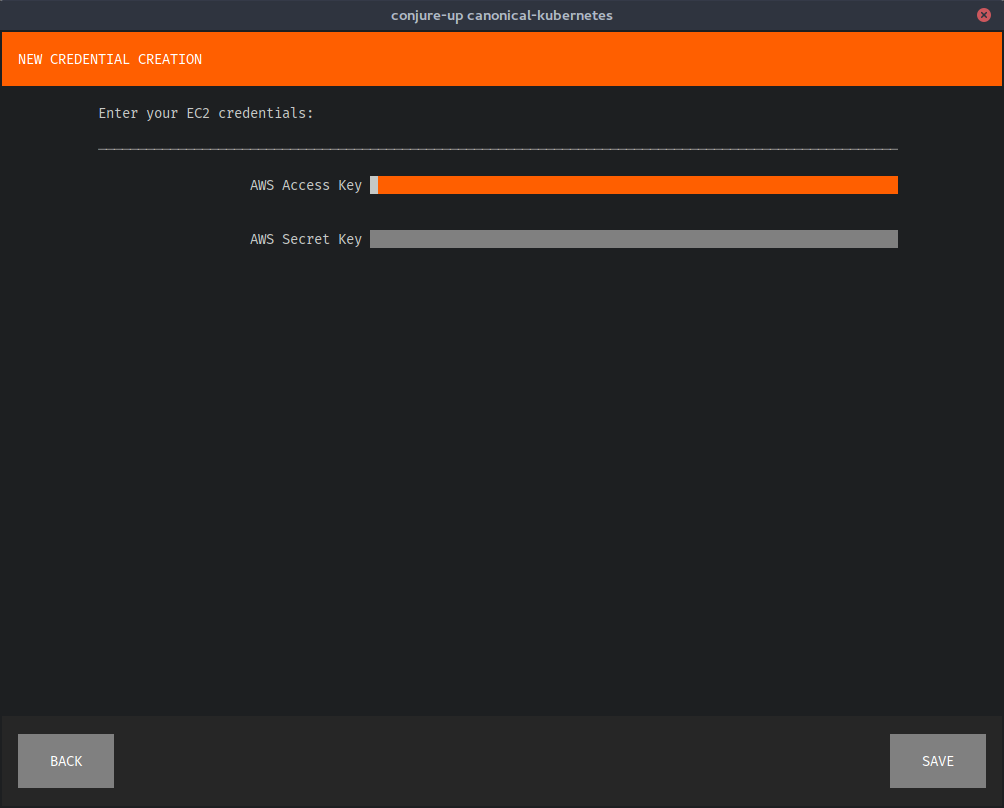 conjure-up canonical-kubernetes
NEW CREDENTIAL CREATION
Enter your EC2 credentials:
AWS Access Key
AWS Secret Key
BACK
SAVE